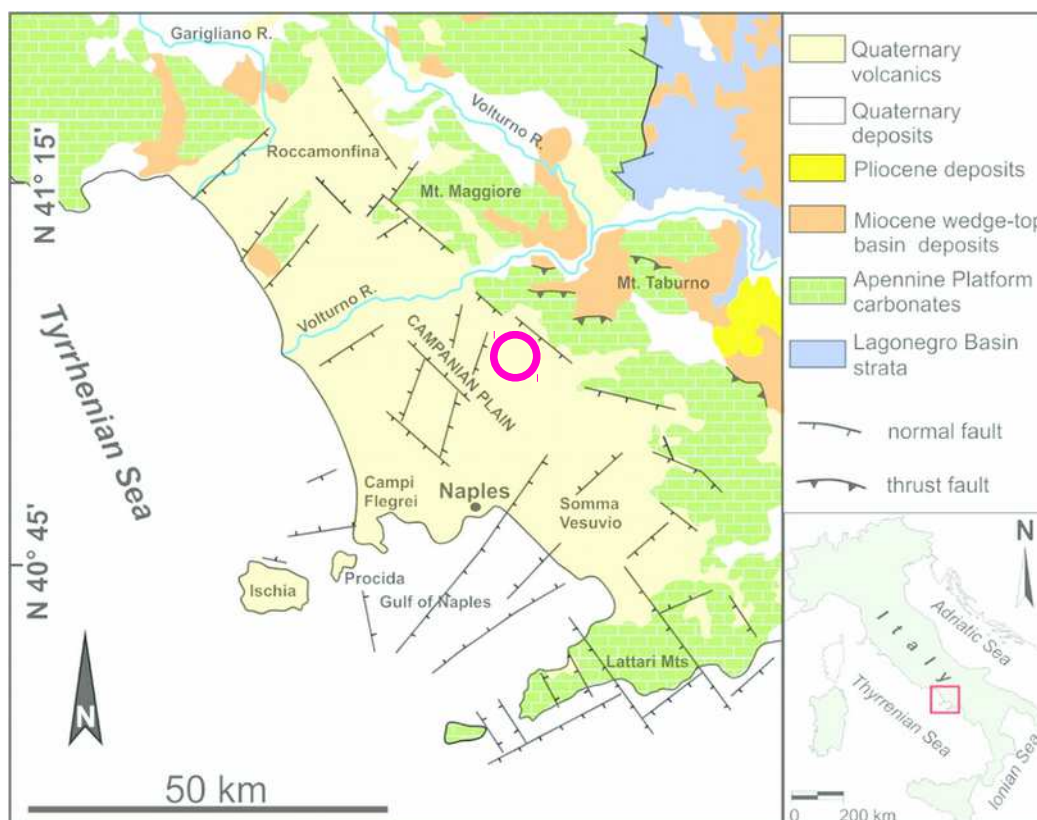 Garigliano R.
Volturno R.
Roccamonfina
Mt. Maggiore
N 41° 15'
Mt. Taburno
Volturno R.
CAMPANIAN PLAIN
Tyrrhenian Sea
Campi
Flegrei
Naples
Somma
Vesuvio
N 40° 45'
Procida
Ischia
Gulf of Naples
Lattari Mts
N
50 km
Quaternary
volcanics
Quaternary
deposits
Pliocene deposits
Miocene wedge-top
basin deposits
Apennine Platform
carbonates
Lagonegro Basin
strata
normal fault
thrust fault
N
Adriatic Sea
Italy
Thyrrenian Sea
Ionian Sea
0 200 km